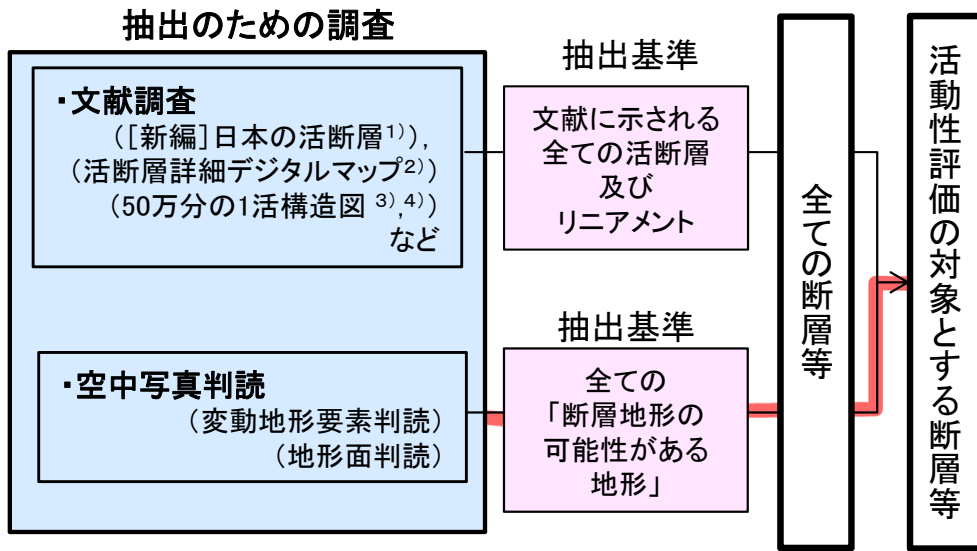 抽出のための調査
・文献調査
([新編]日本の活断層1)),
(活断層詳細デジタルマップ2))
(50万分の1活構造図 3),4))
など
抽出基準
文献に示される
全ての活断層
及び
リニアメント
・空中写真判読
(変動地形要素判読)
(地形面判読)
抽出基準
全ての
「断層地形の
可能性がある
地形」
全ての断層等
活動性評価の対象とする断層等